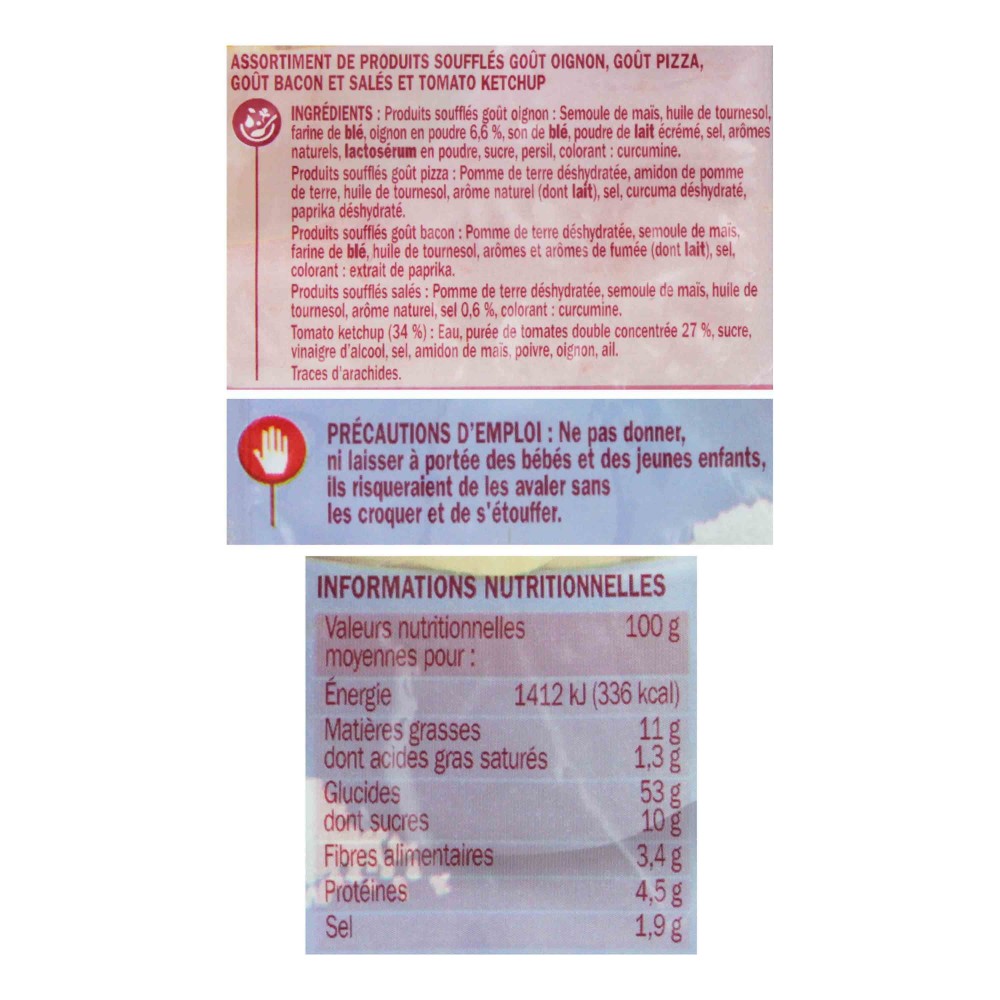 ASSORTIMENT DE PRODUITS SOUFFLÉS GOÛT OIGNON, GOÛT PIZZA,
GOÛT BACON ET SALÉS ET TOMATO KETCHUP
INGRÉDIENTS : Produits soufflés goût oignon : Semoule de maïs, huile de tournesol,
farine de blé, oignon en poudre 6,6 %, son de blé, poudre de lait écrémé, sel, arômes
naturels, lactosérum en poudre, sucre, persil, colorant : curcumine.
Produits soufflés goût pizza : Pomme de terre déshydratée, amidon de pomme
de terre, huile de tournesol, arôme naturel (dont lait), sel, curcuma déshydraté,
paprika déshydraté.
Produits soufflés goût bacon : Pomme de terre déshydratée, semoule de maïs,
farine de blé, huile de tournesol, arômes et arômes de fumée (dont lait), sel,
colorant : extrait de paprika.
Produits soufflés salés : Pomme de terre déshydratée, semoule de maïs, huile de
tournesol, arôme naturel, sel 0,6 %, colorant : curcumine.
Tomato ketchup (34 %) : Eau, purée de tomates double concentrée 27 %, sucre,
vinaigre d'alcool, sel, amidon de maïs, poivre, oignon, ail.
Traces d'arachides.
PRÉCAUTIONS D'EMPLOI : Ne pas donner,
ni laisser à portée des bébés et des jeunes enfants,
ils risqueraient de les avaler sans
les croquer et de s'étouffer.
INFORMATIONS NUTRITIONNELLES
Valeurs nutritionnelles 100 g
moyennes pour :
Énergie 1412 kJ (336 kcal)
Matières grasses 11 g
dont acides gras saturés 1,3 g
Glucides 53 g
dont sucres 10 g
Fibres alimentaires 3,4 g
Protéines 4,5 g
Sel 1,9 g